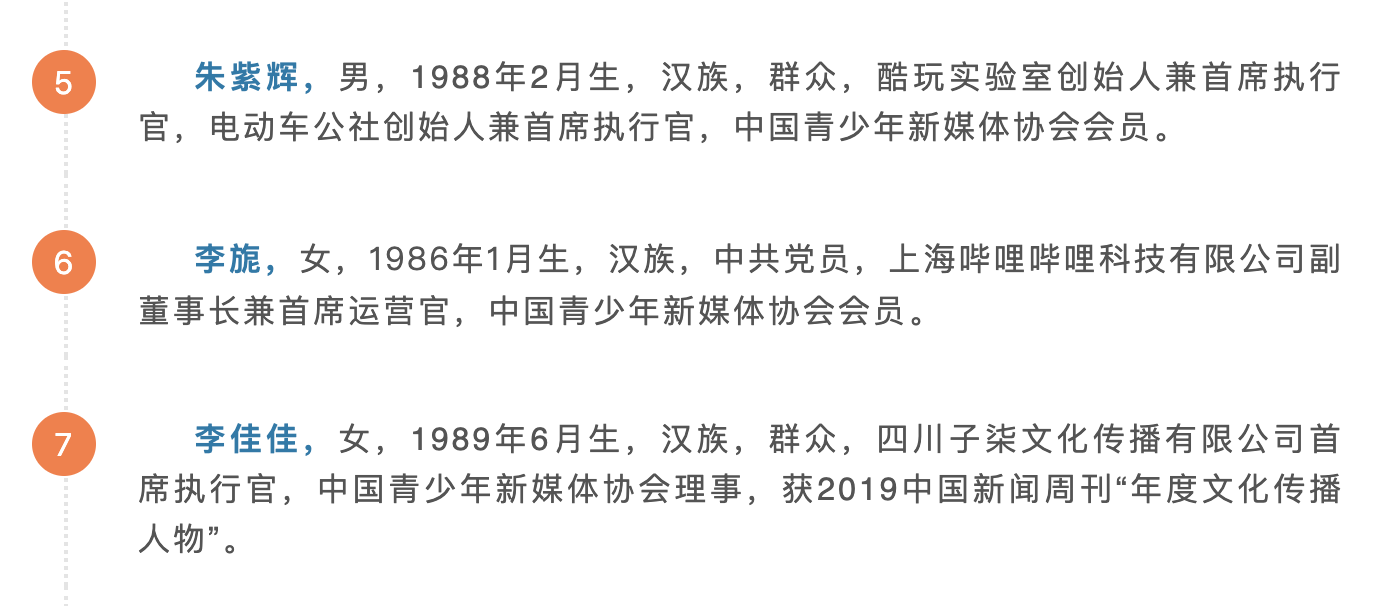 5
朱紫辉，男，1988年2月生，汉族，群众，酷玩实验室创始人兼首席执行
官，电动车公社创始人兼首席执行官，中国青少年新媒体协会会员。
6
李旎，女，1986年1月生，汉族，中共党员，上海哔哩哔哩科技有限公司副
董事长兼首席运营官，中国青少年新媒体协会会员。
7
李佳佳，女，1989年6月生，汉族，群众，四川子柒文化传播有限公司首
席执行官，中国青少年新媒体协会理事，获2019中国新闻周刊“年度文化传播
人物”。